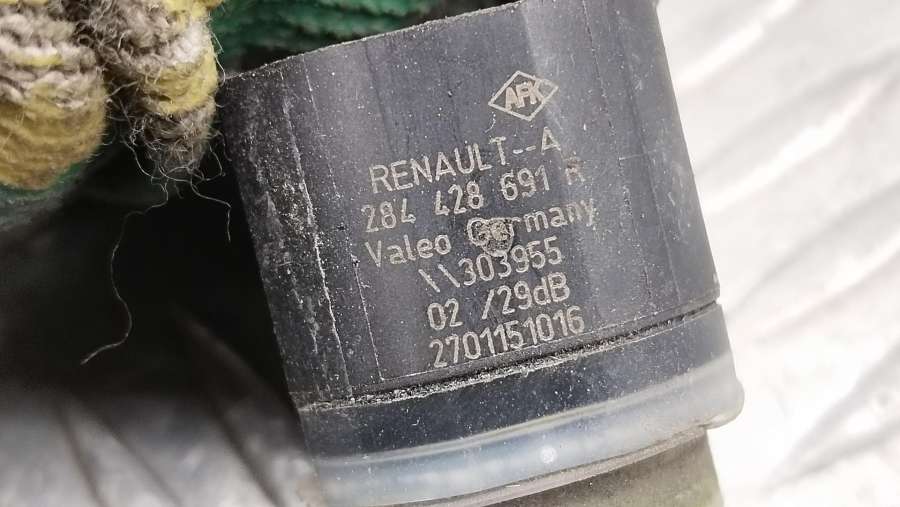 AFK
RENAULT--A
284 428 691 R
Valeo Germany
\\303955
02 /29dB
2701151016